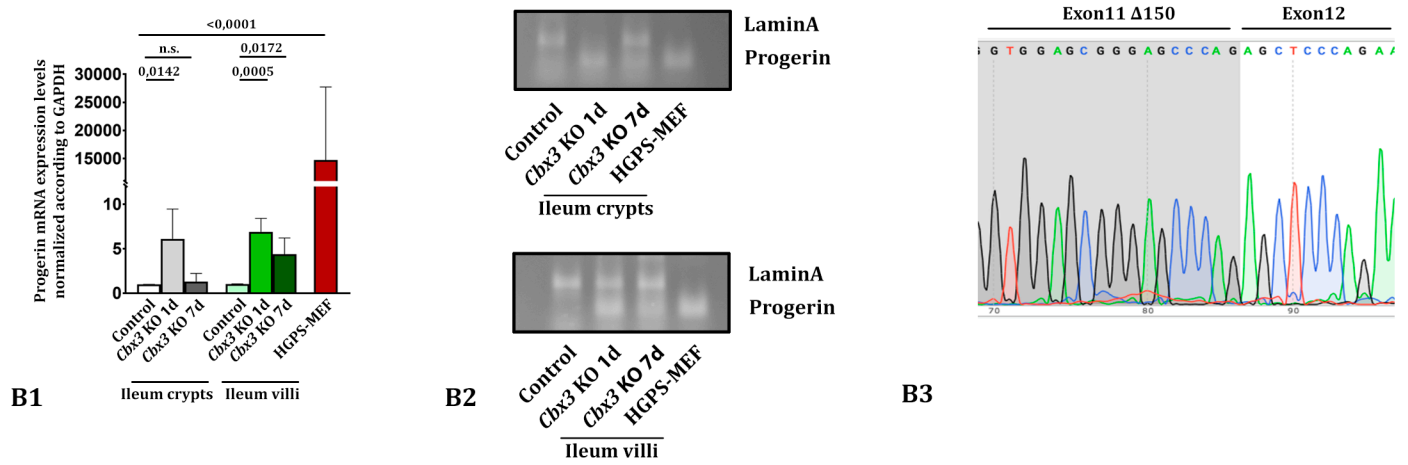 <0,0001
n.s.
0,0172
0,0142
0,0005
Progerin mRNA expression levels
normalized according to GAPDH
30000
25000
20000
15000
10
5
0
Control
Cbx3 KO 1d
Cbx3 KO 7d
Control
Cbx3 KO 1d
Cbx3 KO 7d
HGPS-MEF
Ileum crypts
Ileum villi
B1
LaminA
Progerin
Control
Cbx3 KO 1d
Cbx3 KO 7d
HGPS-MEF
Ileum crypts
LaminA
Progerin
Control
Cbx3 KO 1d
Cbx3 KO 7d
HGPS-MEF
Ileum villi
B2
Exon11 Δ150 Exon12
G G T G G A G C G G G A G C C C A G A G C T C C C A G A A
70 80 90
B3